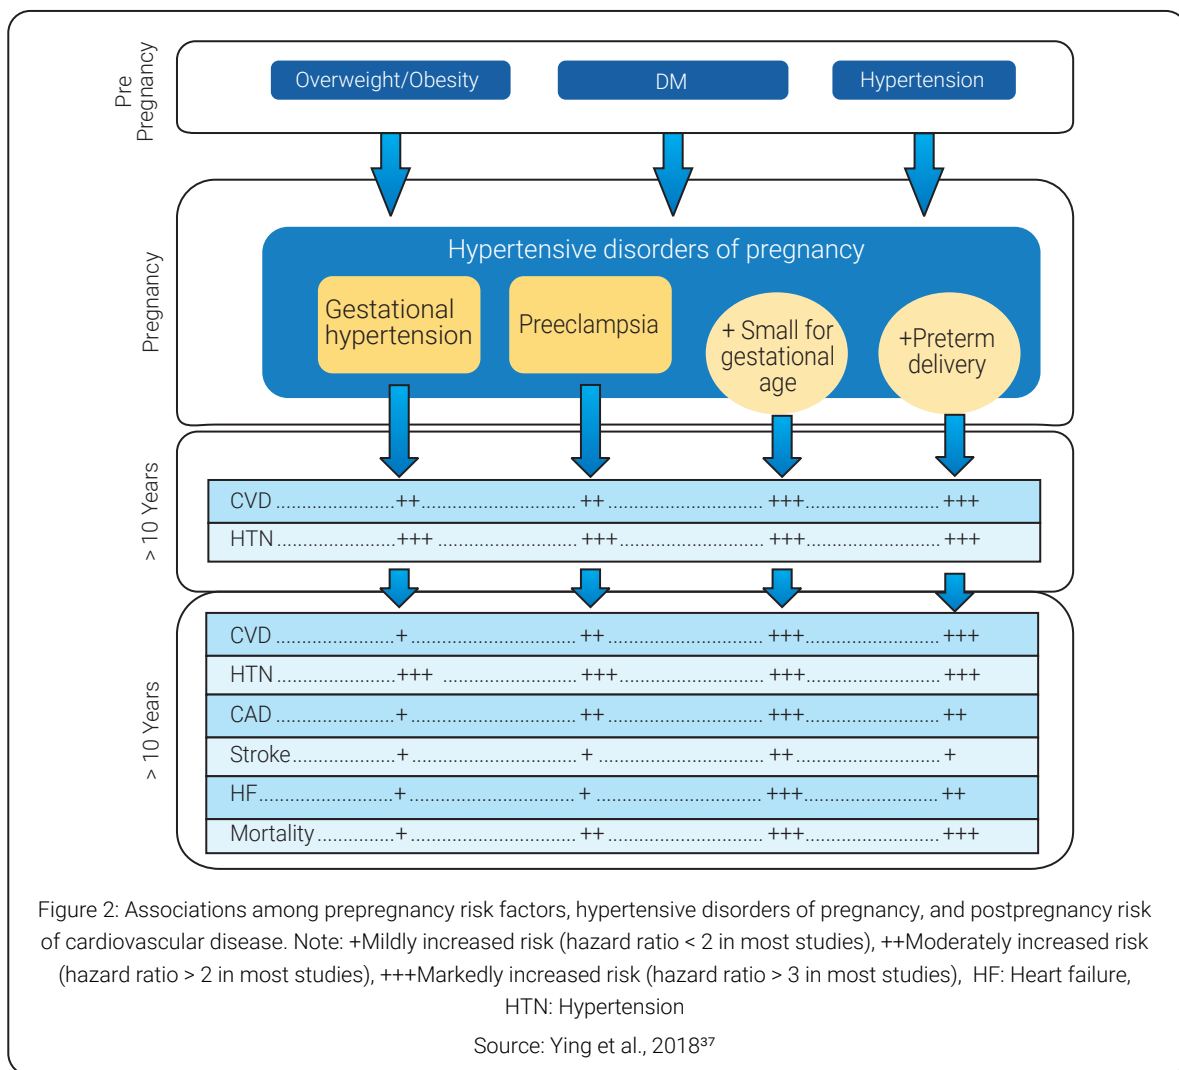 Pre
Pregnancy
Overweight/Obesity
DM
Hypertension
Pregnancy
Hypertensive disorders of pregnancy
Gestational
hypertension
Preeclampsia
+ Small for
gestational
age
+Preterm
delivery
> 10 Years
CVD ........................ ++ ............................... ++ ................................ +++ ........................... +++
HTN ........................ +++ ............................ +++ ............................. +++ ........................... +++
> 10 Years
CVD ........................ + .................................. ++ ................................ +++ ........................... +++
HTN ........................ +++ ........................... +++ ............................. +++ ........................... +++
CAD ........................ + .................................. ++ ................................ +++ ........................... ++
Stroke ..................... + .................................. + .................................. ++ ............................. +
HF ........................... + .................................. + .................................. +++ ........................... ++
Mortality ................ + .................................. ++ ................................ +++ ........................... +++
Figure 2: Associations among prepregnancy risk factors, hypertensive disorders of pregnancy, and postpregnancy risk
of cardiovascular disease. Note: +Mildly increased risk (hazard ratio < 2 in most studies), ++Moderately increased risk
(hazard ratio > 2 in most studies), +++Markedly increased risk (hazard ratio > 3 in most studies), HF: Heart failure,
HTN: Hypertension
Source: Ying et al., 2018³⁷